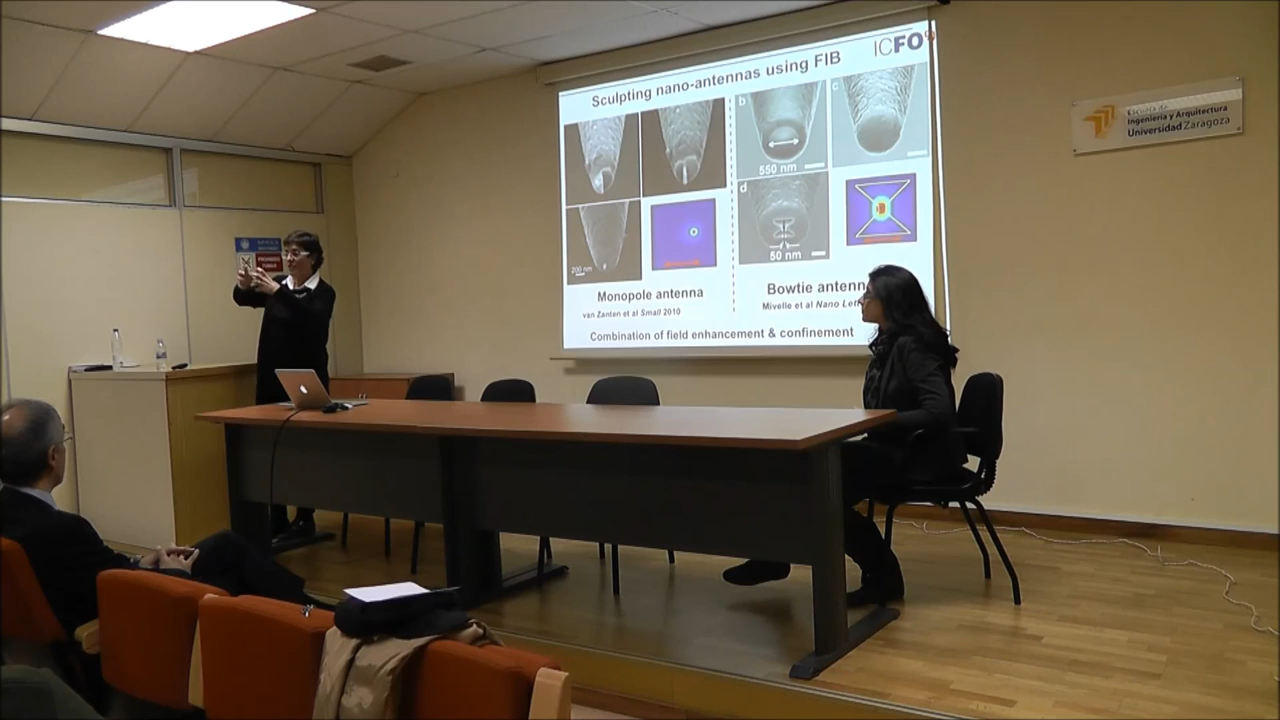 ICFO
Sculpting nano-antennas using FIB
b
c
550 nm
d
200 nm
50 nm
Monopole antenna
van Zanten et al Small 2010
Bowtie antenn
Mivelle et al Nano Lett
Combination of field enhancement & confinement
Escuela de
Ingeniería y Arquitectura
Universidad Zaragoza